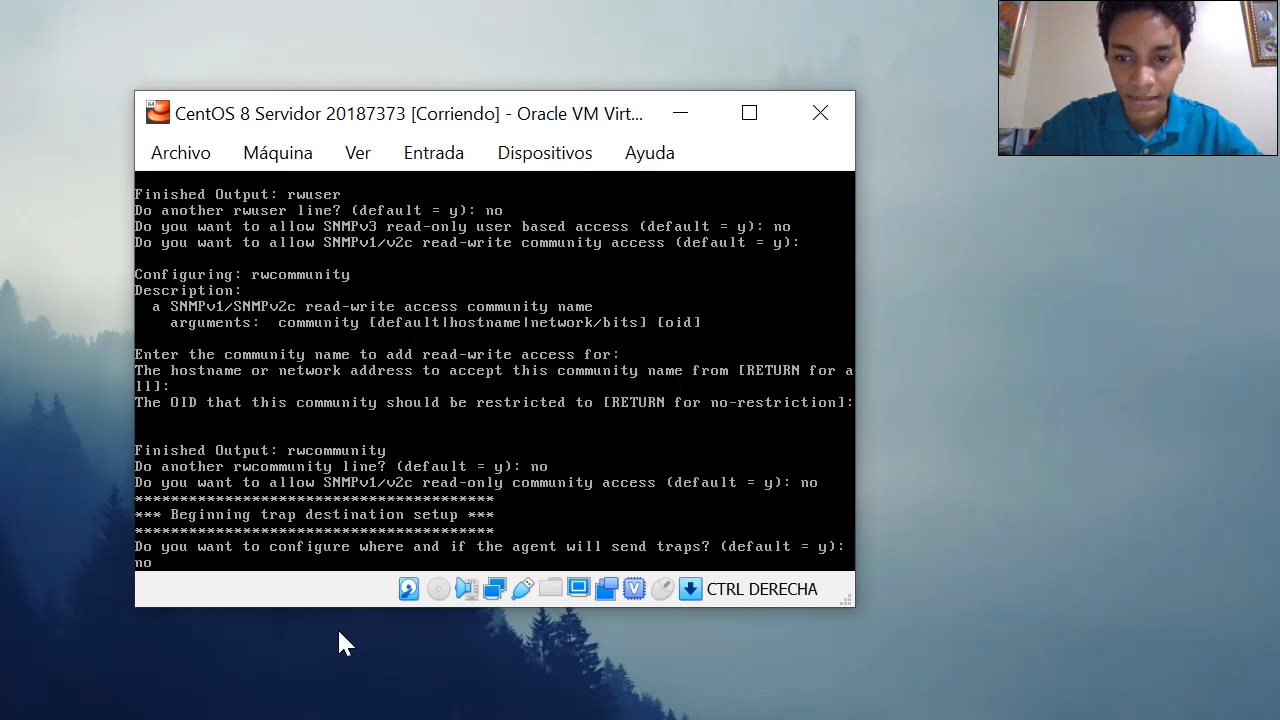 CentOS 8 Servidor 20187373 [Corriendo] - Oracle VM Virt...
Archivo Máquina Ver Entrada Dispositivos Ayuda
Finished Output: rwuser
Do another rwuser line? (default = y): no
Do you want to allow SNMPv3 read-only user based access (default = y): no
Do you want to allow SNMPv1/v2c read-write community access (default = y):
Configuring: rwcommunity
Description:
a SNMPv1/SNMPv2c read-write access community name
arguments: community [default|hostname|network/bits] [oid]
Enter the community name to add read-write access for:
The hostname or network address to accept this community name from [RETURN for a
ll]:
The OID that this community should be restricted to [RETURN for no-restriction]:
Finished Output: rwcommunity
Do another rwcommunity line? (default = y): no
Do you want to allow SNMPv1/v2c read-only community access (default = y): no
****************************************
*** Beginning trap destination setup ***
****************************************
Do you want to configure where and if the agent will send traps? (default = y):
no
CTRL DERECHA